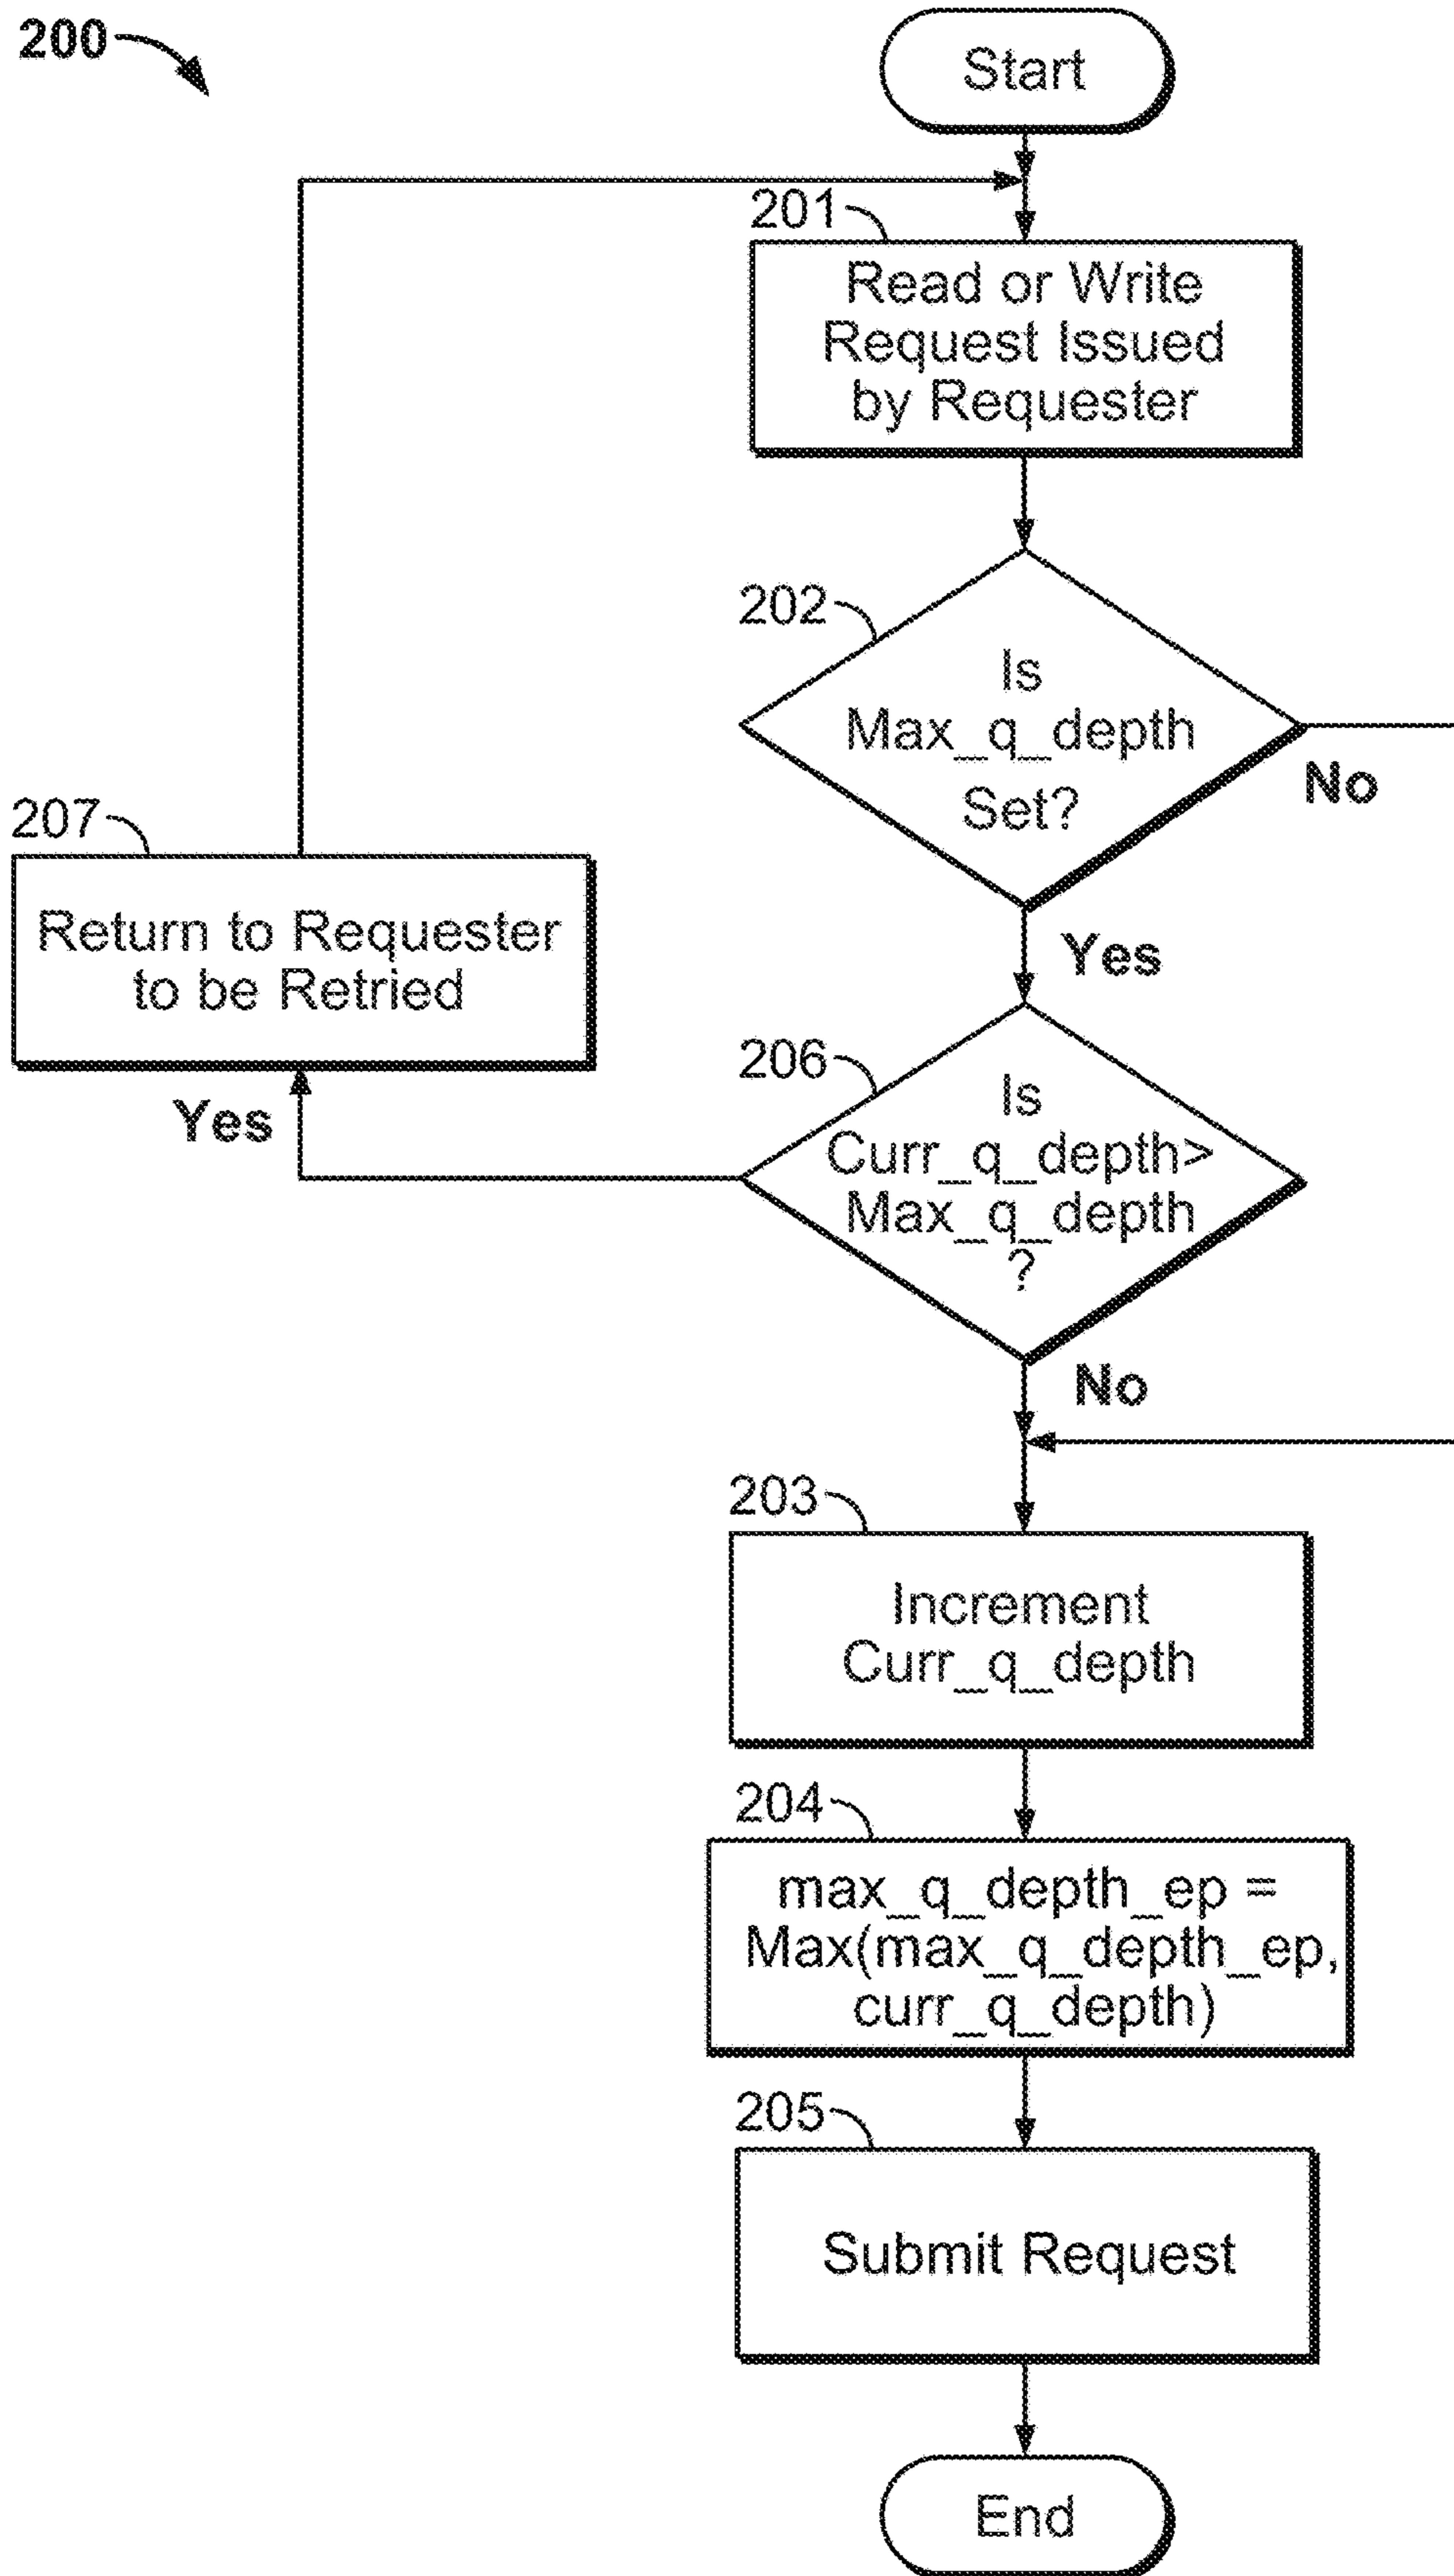 200
Start
201
Read or Write
Request Issued
by Requester
202
Is
Max_q_depth
Set?
No
Yes
207
Return to Requester
to be Retried
Yes
206
Is
Curr_q_depth>
Max_q_depth
?
No
203
Increment
Curr_q_depth
204
max_q_depth_ep =
Max(max_q_depth_ep,
curr_q_depth)
205
Submit Request
End